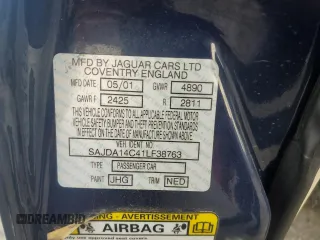 MFD BY JAGUAR CARS LTD
COVENTRY ENGLAND
MFD DATE 05/01 GVWR 4890
GAWR F 2425 R 2811
THIS VEHICLE CONFORMS TO ALL
APPLICABLE FEDERAL MOTOR
VEHICLE SAFETY BUMPER AND THEFT
PREVENTION STANDARDS IN EFFECT ON
THE DATE OF MANUFACTURE SHOWN ABOVE
VEH IDENT NO
SAJDA14C41LF38763
TYPE PASSENGER CAR
PAINT JHG TRIM NED
WARNING - AVERTISSEMENT
AIRBAG
DREAMBID